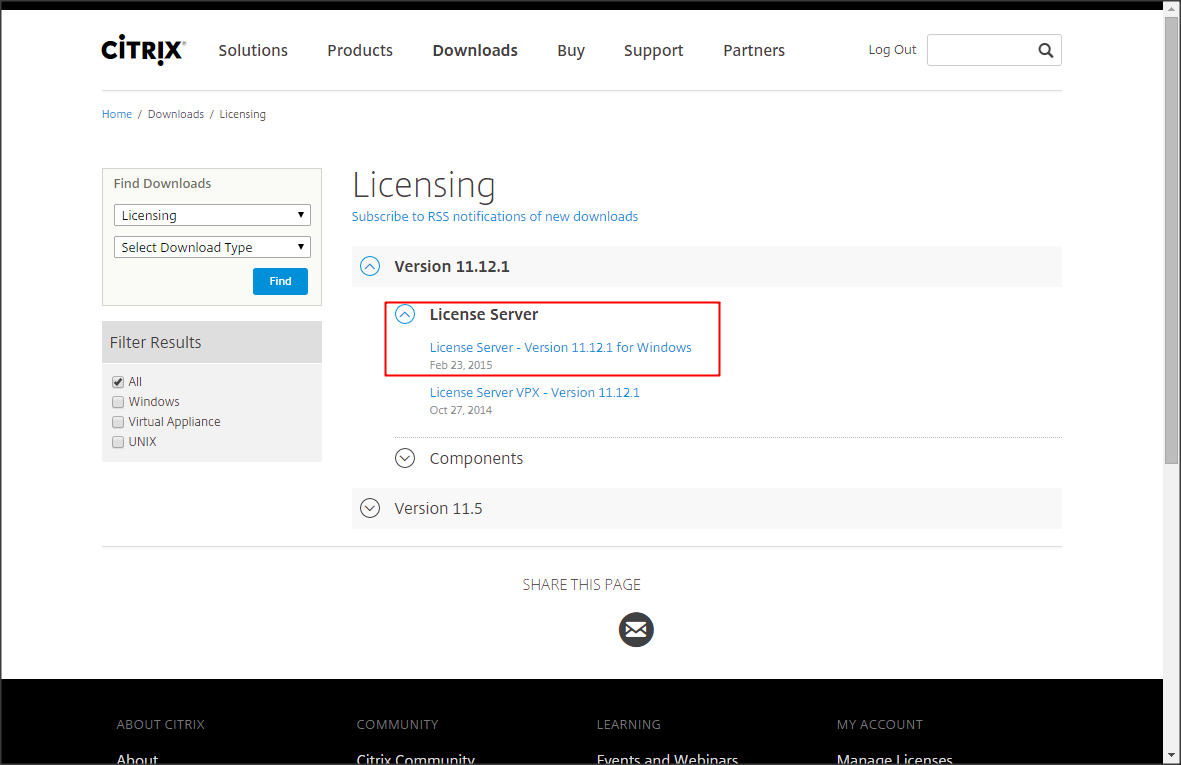 CITRIX® Solutions Products Downloads Buy Support Partners Log Out
Home / Downloads / Licensing
Find Downloads
Licensing
Select Download Type
Find
Filter Results
All
Windows
Virtual Appliance
UNIX
Licensing
Subscribe to RSS notifications of new downloads
Version 11.12.1
License Server
License Server - Version 11.12.1 for Windows
Feb 23, 2015
License Server VPX - Version 11.12.1
Oct 27, 2014
Components
Version 11.5
SHARE THIS PAGE
ABOUT CITRIX COMMUNITY LEARNING MY ACCOUNT
About Citrix Community Events and Webinars Manage Licenses